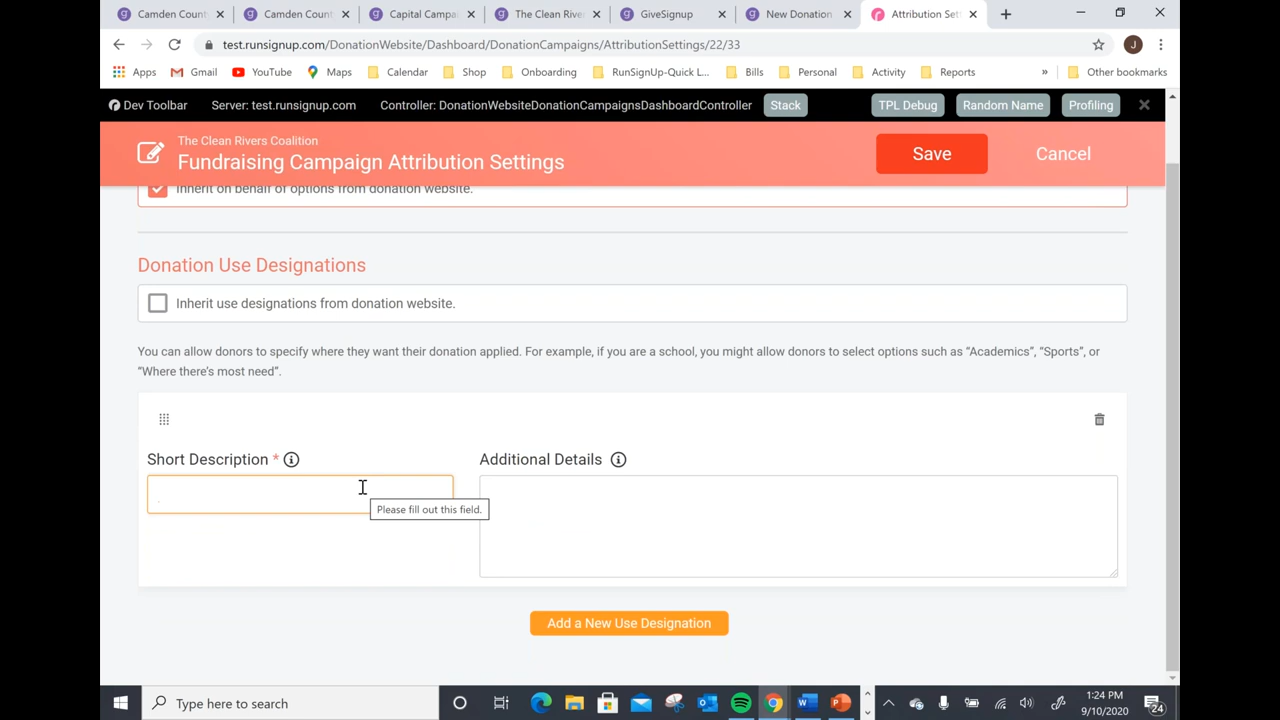 Camden Count
Camden Count
Capital Campai
The Clean River
GiveSignup
New Donation
Attribution Sett
test.runsignup.com/DonationWebsite/Dashboard/DonationCampaigns/AttributionSettings/22/33
J
Apps
Gmail
YouTube
Maps
Calendar
Shop
Onboarding
RunSignUp-Quick L...
Bills
Personal
Activity
Reports
»
Other bookmarks
Dev Toolbar
Server: test.runsignup.com
Controller: DonationWebsiteDonationCampaignsDashboardController
Stack
TPL Debug
Random Name
Profiling
The Clean Rivers Coalition
Fundraising Campaign Attribution Settings
Save
Cancel
Inherit on behalf of options from donation website.
Donation Use Designations
Inherit use designations from donation website.
You can allow donors to specify where they want their donation applied. For example, if you are a school, you might allow donors to select options such as “Academics”, “Sports”, or
“Where there’s most need”.
Short Description *
Additional Details
Please fill out this field.
Add a New Use Designation
Type here to search
1:24 PM
9/10/2020
24